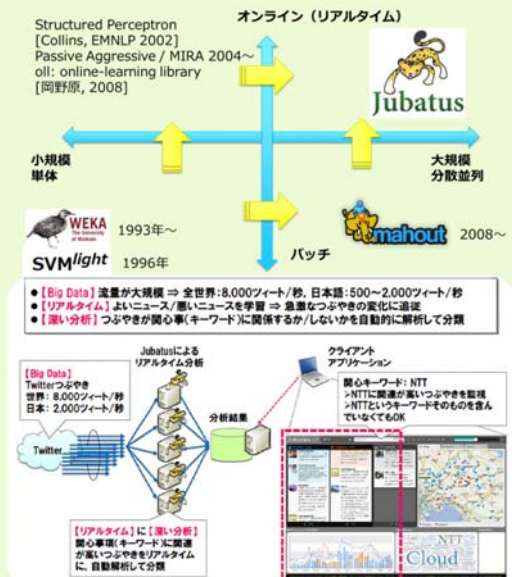 Structured Perceptron
[Collins, EMNLP 2002]
Passive Aggressive / MIRA 2004~
oll: online-learning library
[岡野原, 2008]
オンライン（リアルタイム）
Jubatus
小規模
単体
大規模
分散並列
WEKA
The University
of Waikato
1993年~
SVMlight 1996年
mahout 2008~
バッチ
●【Big Data】流量が大規模 ⇒ 全世界:8,000ツィート/秒, 日本語:500~2,000ツィート/秒
●【リアルタイム】よいニュース/悪いニュースを学習 ⇒ 急激なつぶやきの変化に追従
●【深い分析】つぶやきが関心事(キーワード)に関係するか/しないかを自動的に解析して分類
【Big Data】
Twitterつぶやき
世界: 8,000ツィート/秒
日本: 2,000ツィート/秒
Twitter
Jubatusによる
リアルタイム分析
分析結果
【リアルタイム】に【深い分析】
関心事項(キーワード)に関連
が高いつぶやきをリアルタイム
に, 自動解析して分類
クライアント
アプリケーション
関心キーワード: NTT
>NTTに関連が高いつぶやきを監視
>NTTというキーワードそのものを含ん
でいなくてもOK
NTT
Cloud